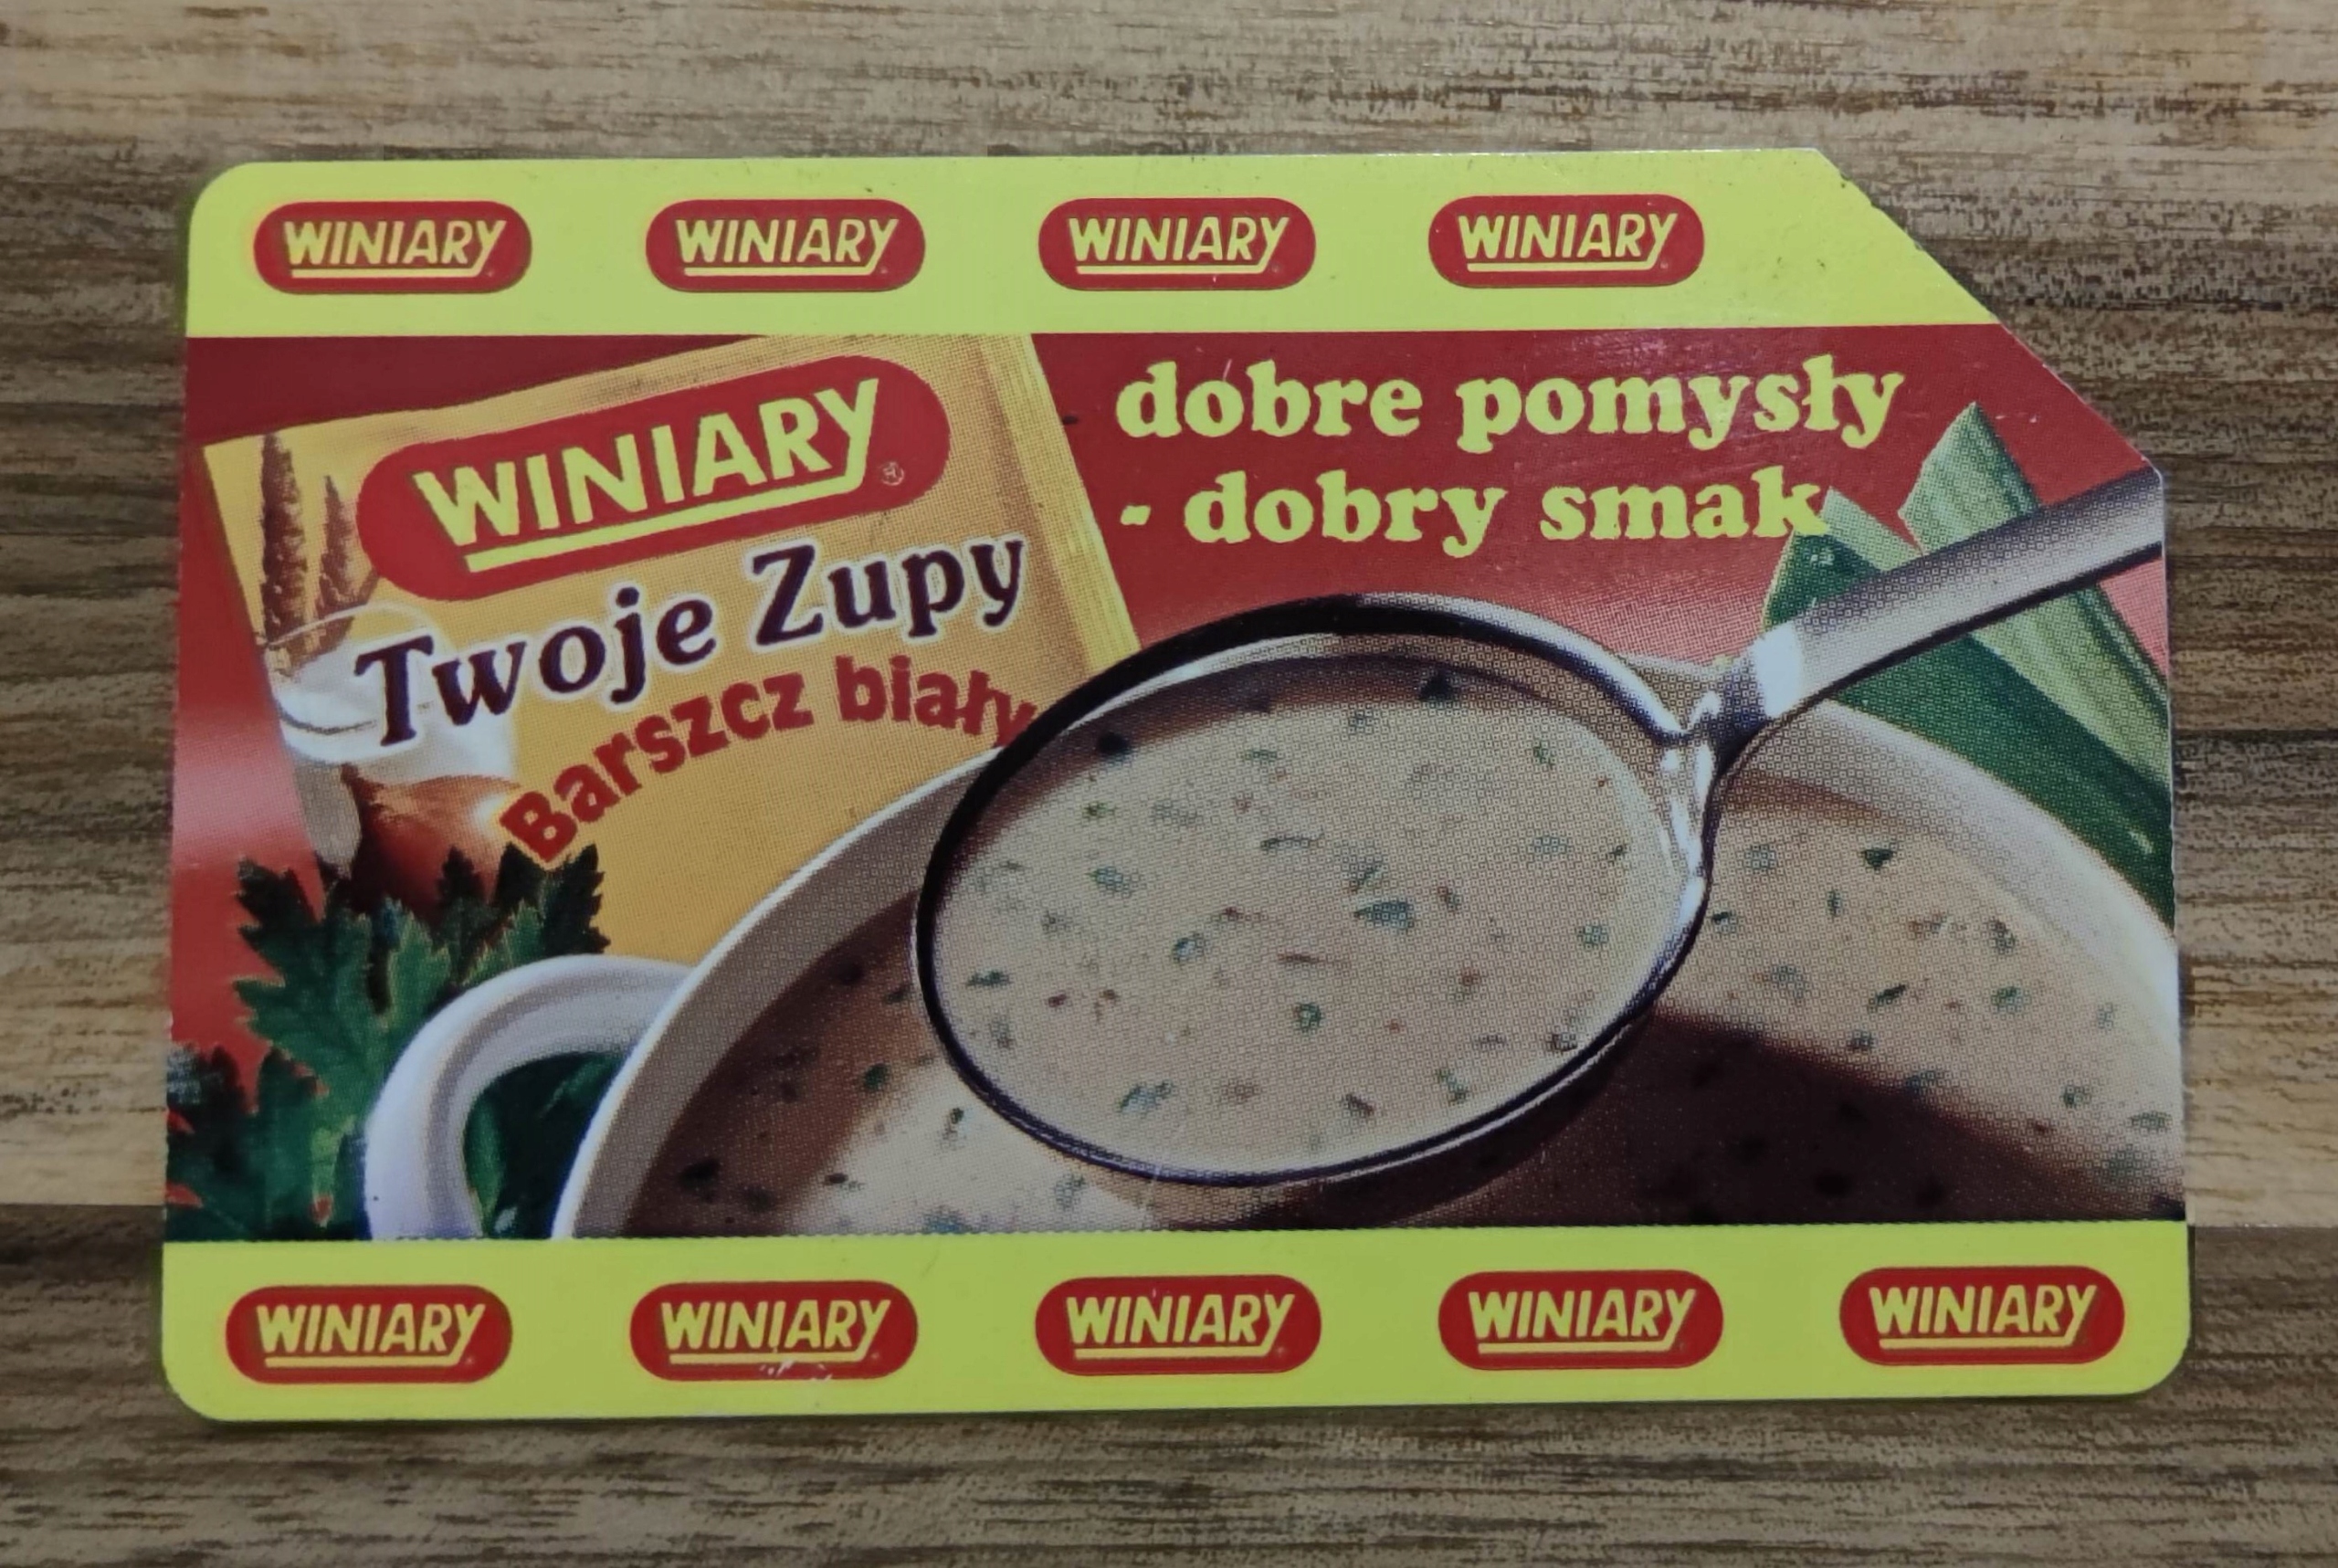 WINIARY WINIARY WINIARY WINIARY
WINIARY®
Twoje Zupy
Barszcz biały
dobre pomysły
- dobry smak
WINIARY WINIARY WINIARY WINIARY WINIARY